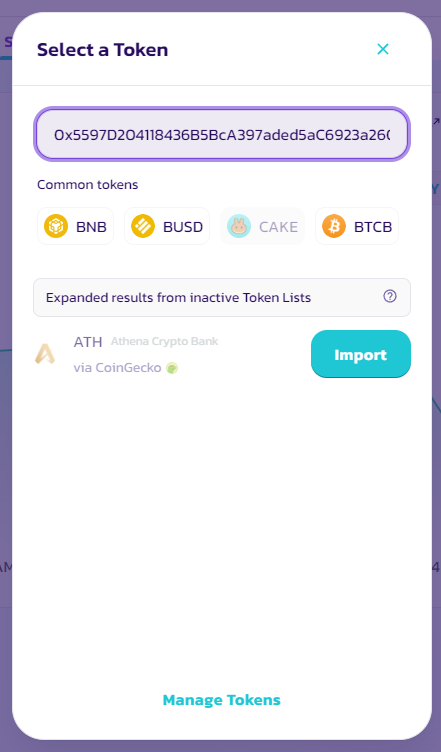 Select a Token
0x5597D204118436B5BcA397aded5aC6923a26
Common tokens
BNB BUSD CAKE BTCB
Expanded results from inactive Token Lists
ATH Athena Crypto Bank
via CoinGecko
Import
Manage Tokens